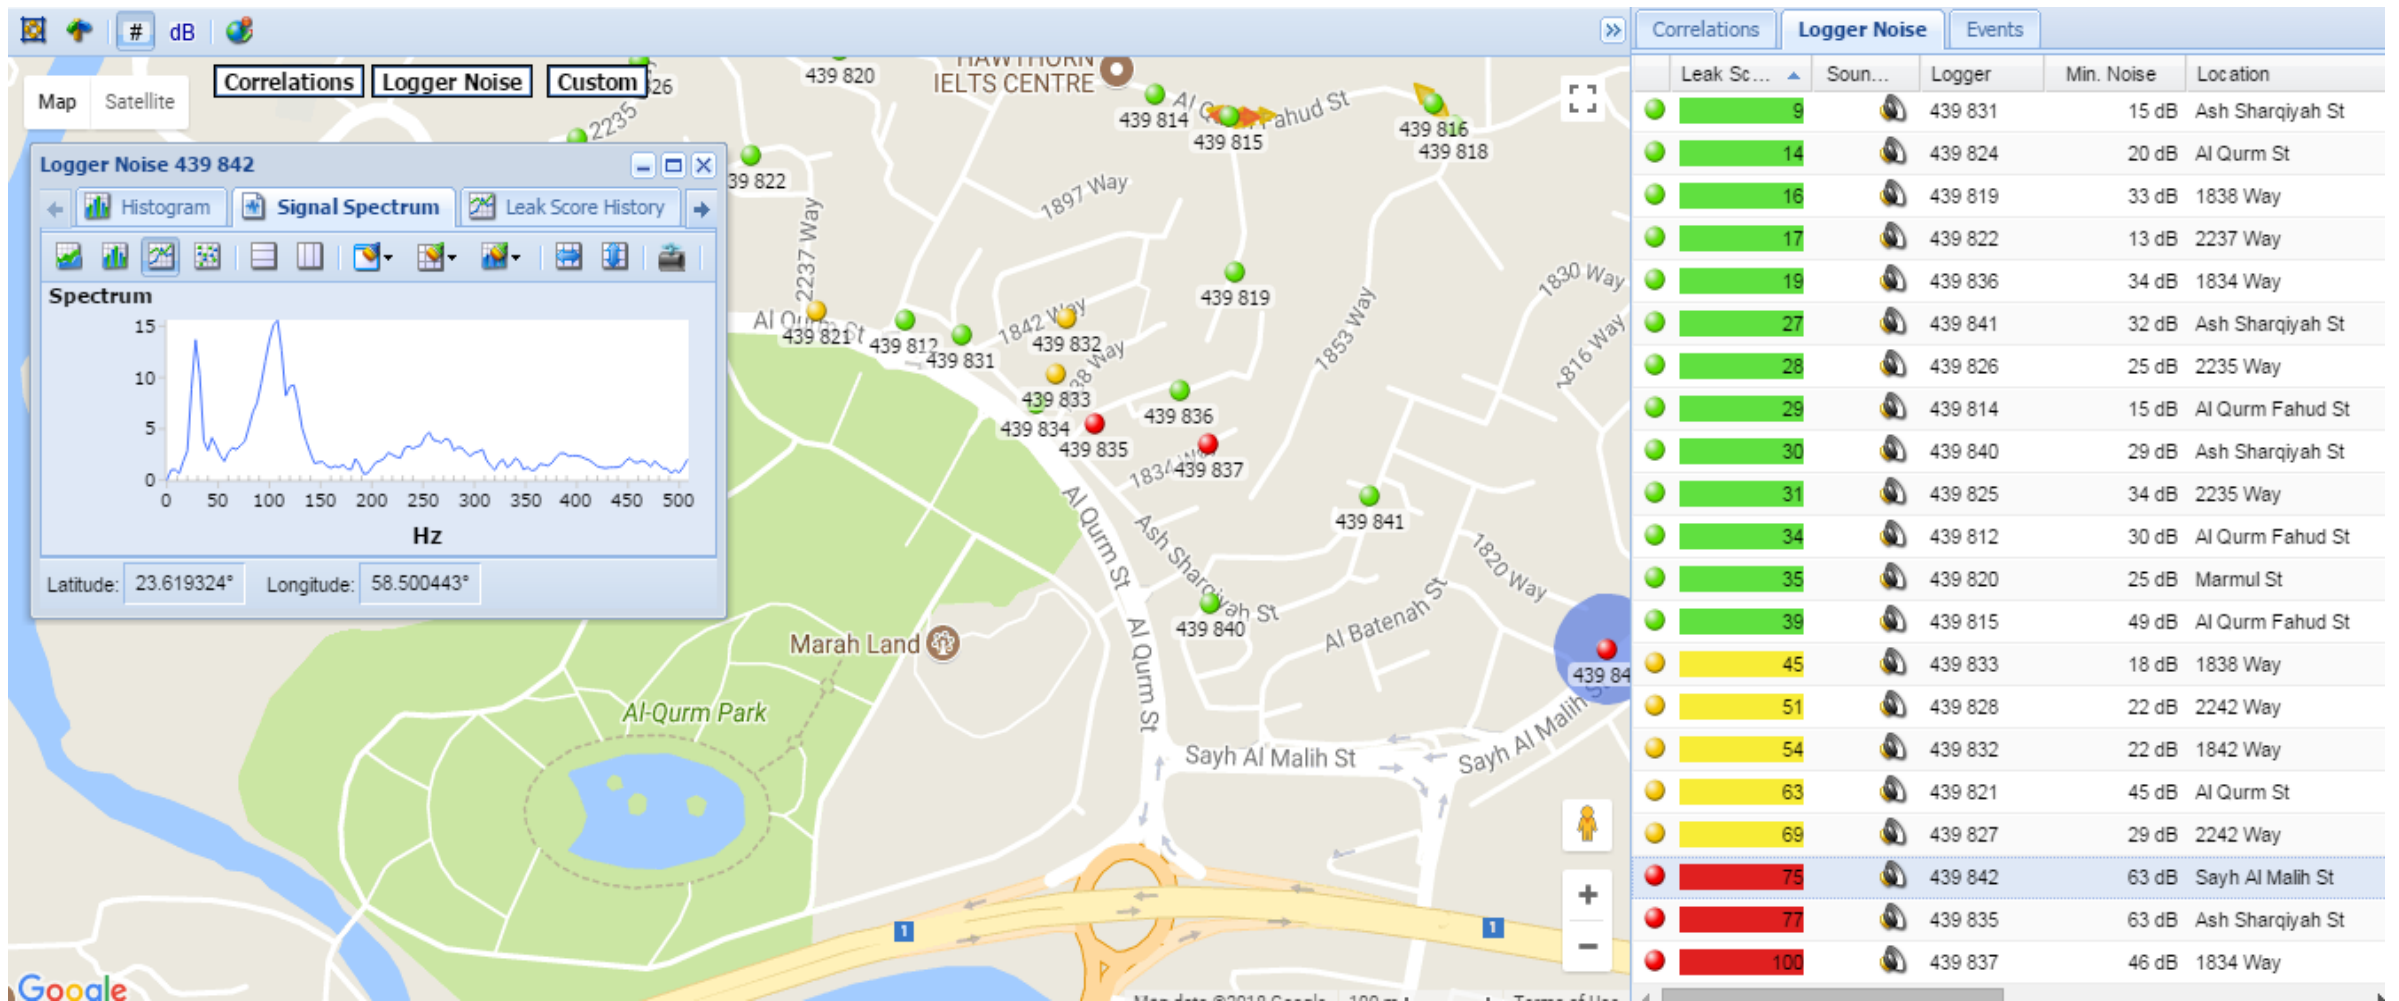 # dB
Correlations Logger Noise Custom
Map Satellite
Logger Noise 439 842
Histogram Signal Spectrum Leak Score History
Spectrum
15
10
5
0
0 50 100 150 200 250 300 350 400 450 500
Hz
Latitude: 23.619324° Longitude: 58.500443°
439 820
HAWTHORN
IELTS CENTRE
2235
439 814
439 815
439 816
439 818
1897 Way
2237 Way
439 819
1830 Way
1853 Way
Al Qurm St
439 821
439 812
439 831
1842 Way
439 832
439 833
439 834
439 835
439 836
1834 Way
439 837
439 841
Al Qurm St
Ash Sharqiyah St
439 840
1820 Way
Al Batenah St
Marah Land
Al Qurm St
Al-Qurm Park
Sayh Al Malih St
1
1
Google
Correlations Logger Noise Events
Leak Sc... Soun... Logger Min. Noise Location
9 439 831 15 dB Ash Sharqiyah St
14 439 824 20 dB Al Qurm St
16 439 819 33 dB 1838 Way
17 439 822 13 dB 2237 Way
19 439 836 34 dB 1834 Way
27 439 841 32 dB Ash Sharqiyah St
28 439 826 25 dB 2235 Way
29 439 814 15 dB Al Qurm Fahud St
30 439 840 29 dB Ash Sharqiyah St
31 439 825 34 dB 2235 Way
34 439 812 30 dB Al Qurm Fahud St
35 439 820 25 dB Marmul St
39 439 815 49 dB Al Qurm Fahud St
45 439 833 18 dB 1838 Way
51 439 828 22 dB 2242 Way
54 439 832 22 dB 1842 Way
63 439 821 45 dB Al Qurm St
69 439 827 29 dB 2242 Way
75 439 842 63 dB Sayh Al Malih St
77 439 835 63 dB Ash Sharqiyah St
100 439 837 46 dB 1834 Way